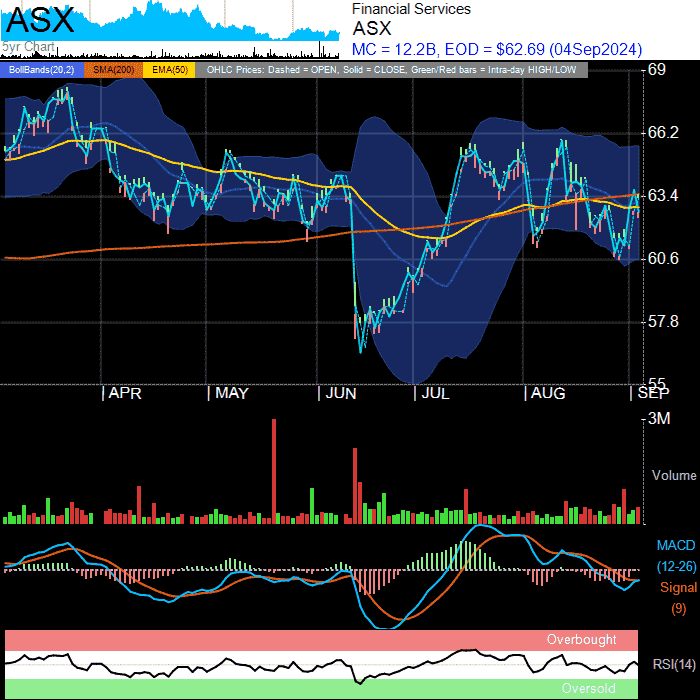 ASX
5yr Chart
Financial Services
ASX
MC = 12.2B, EOD = $62.69 (04Sep2024)
BollBands(20,2) SMA(200) EMA(50) OHLC Prices: Dashed = OPEN, Solid = CLOSE, Green/Red bars = Intra-day HIGH/LOW
69
66.2
63.4
60.6
57.8
55
APR MAY JUN JUL AUG SEP
3M
Volume
MACD
(12-26)
Signal
(9)
Overbought
RSI(14)
Oversold